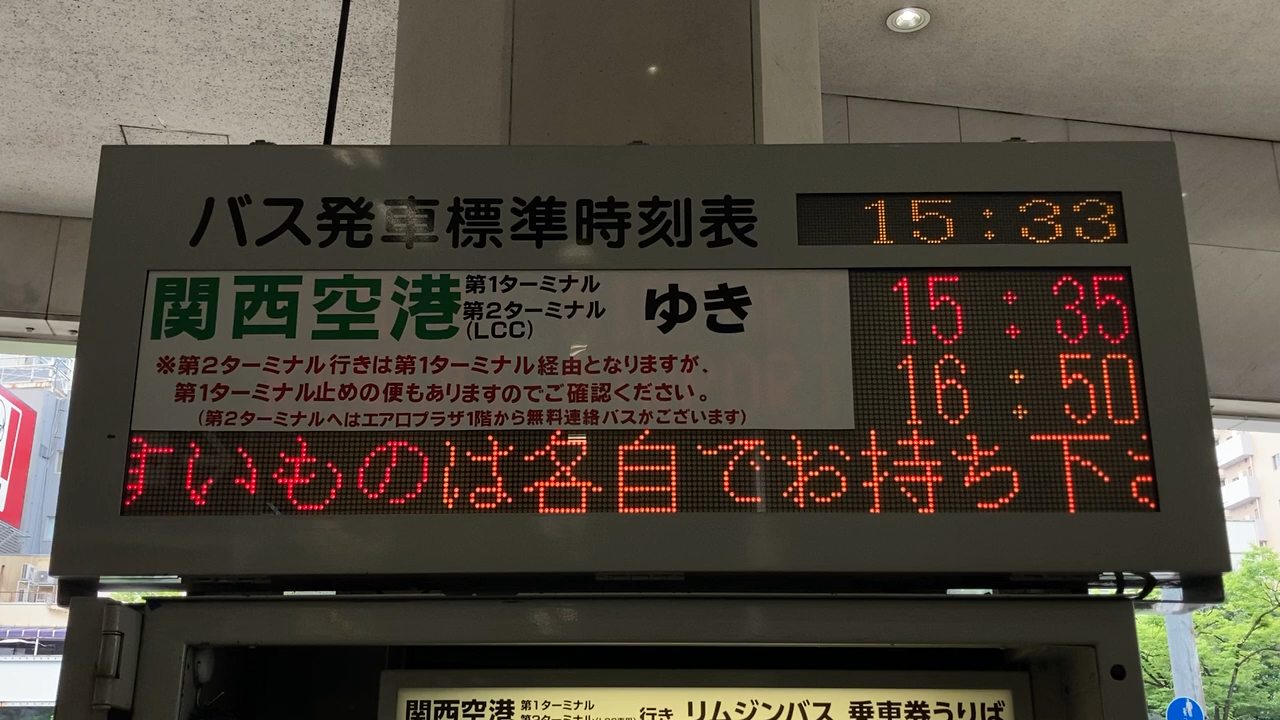 バス発車標準時刻表 15:33
関西空港 第1ターミナル 第2ターミナル (LCC) ゆき
15:35
16:50
※第2ターミナル行きは第1ターミナル経由となりますが、
第1ターミナル止めの便もありますのでご確認ください。
(第2ターミナルへはエアロプラザ1階から無料連絡バスがございます)
すいものは各自でお持ち下さ
関西空港 第1ターミナル 第2ターミナル 行き リムジンバス 乗車券うりば